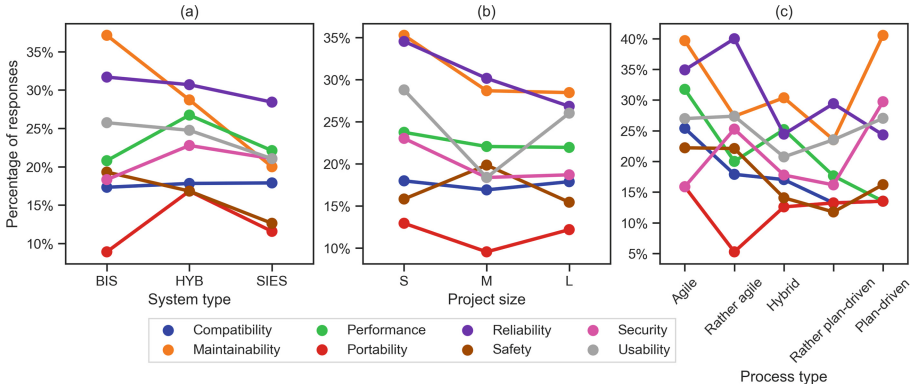 (a)
Percentage of responses
35%
30%
25%
20%
15%
10%
BIS
HYB
SIES
System type
(b)
35%
30%
25%
20%
15%
10%
S
M
L
Project size
(c)
40%
35%
30%
25%
20%
15%
10%
5%
Agile
Rather agile
Hybrid
Rather plan-driven
Plan-driven
Process type
Compatibility
Performance
Reliability
Security
Maintainability
Portability
Safety
Usability